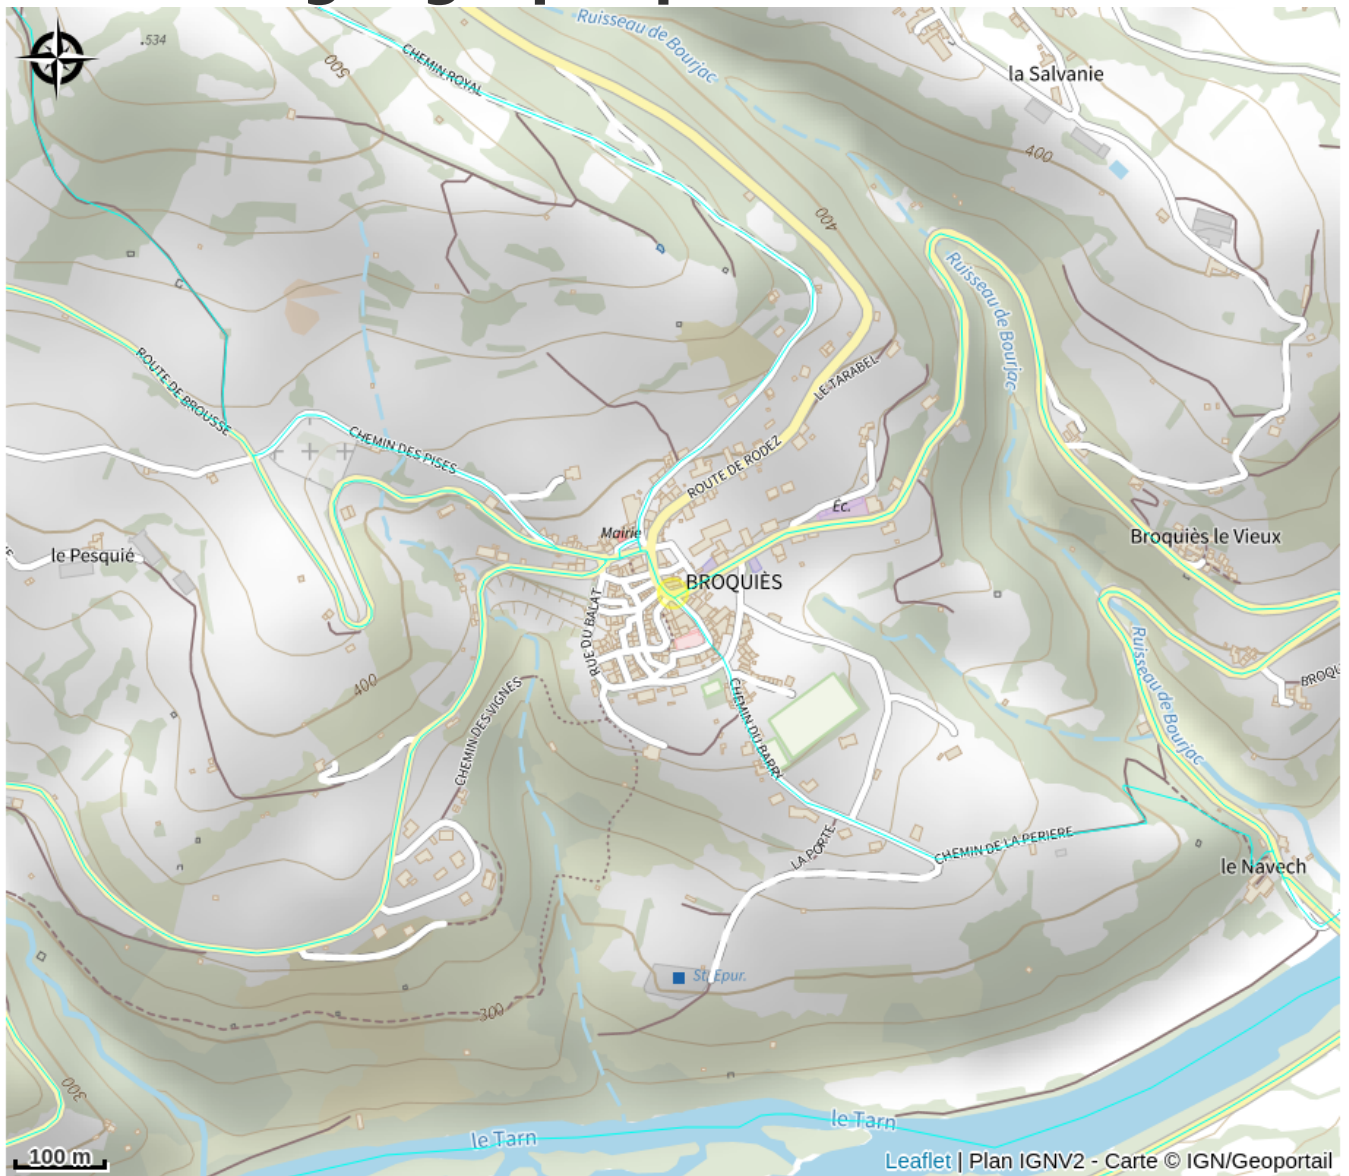 Ruisseau de Bourjac
.534
500
CHEMIN ROYAL
la Salvanie
400
400
Ruisseau de Bourjac
ROUTE DE BROUSSE
LE TARABEL
CHEMIN DES PISES
ROUTE DE RODEZ
Éc.
Mairie
Broquiès le Vieux
le Pesquié
BROQUIÈS
RUE DU BALAT
Ruisseau de Bourjac
400
BROQU
CHEMIN DES VIGNES
CHEMIN DU BARRY
LA PORTE
CHEMIN DE LA PERIERE
le Navech
St. Epur.
300
300
le Tarn
le Tarn
100 m
Leaflet | Plan IGNV2 - Carte © IGN/Geoportail